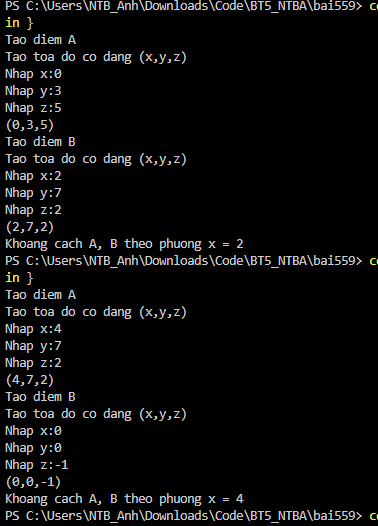 PS C:\Users\NTB_Anh\Downloads\Code\BT5_NTBA\bai559>
in }
Tao diem A
Tao toa do co dang (x,y,z)
Nhap x:0
Nhap y:3
Nhap z:5
(0,3,5)
Tao diem B
Tao toa do co dang (x,y,z)
Nhap x:2
Nhap y:7
Nhap z:2
(2,7,2)
Khoang cach A, B theo phuong x = 2
PS C:\Users\NTB_Anh\Downloads\Code\BT5_NTBA\bai559>
in }
Tao diem A
Tao toa do co dang (x,y,z)
Nhap x:4
Nhap y:7
Nhap z:2
(4,7,2)
Tao diem B
Tao toa do co dang (x,y,z)
Nhap x:0
Nhap y:0
Nhap z:-1
(0,0,-1)
Khoang cach A, B theo phuong x = 4
PS C:\Users\NTB_Anh\Downloads\Code\BT5_NTBA\bai559>